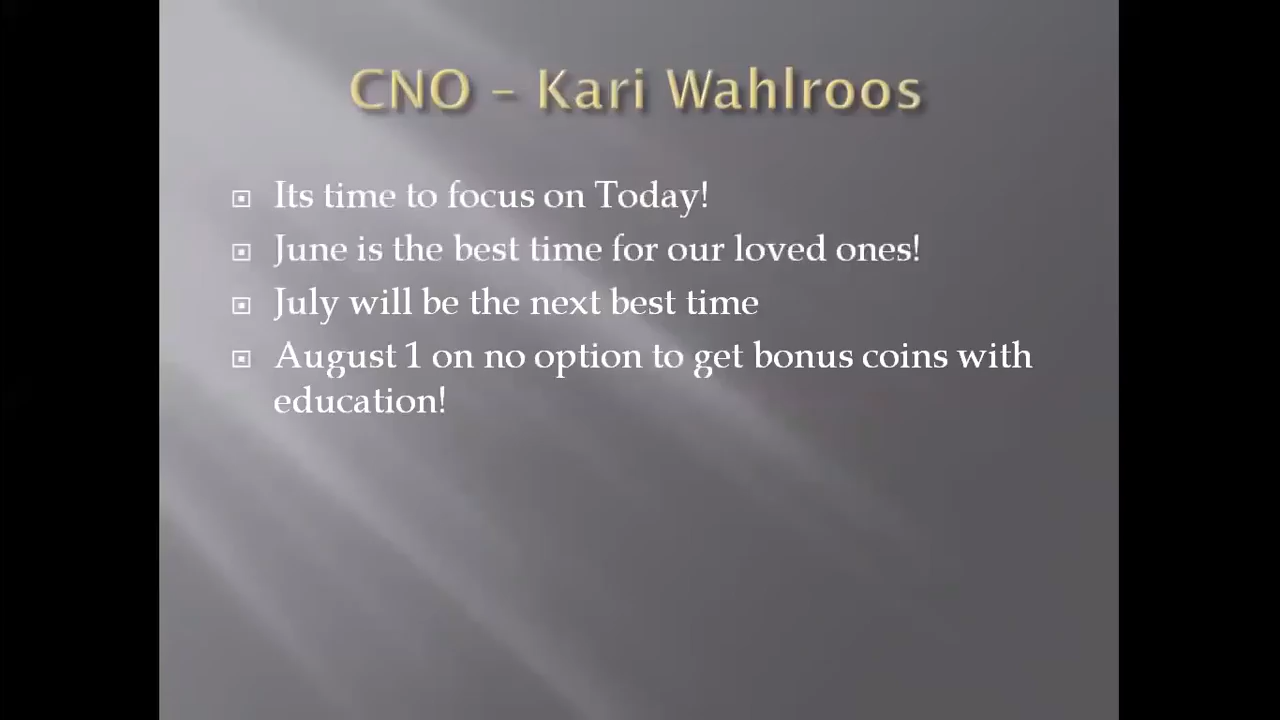 CNO – Kari Wahlroos
Its time to focus on Today!
June is the best time for our loved ones!
July will be the next best time
August 1 on no option to get bonus coins with
education!